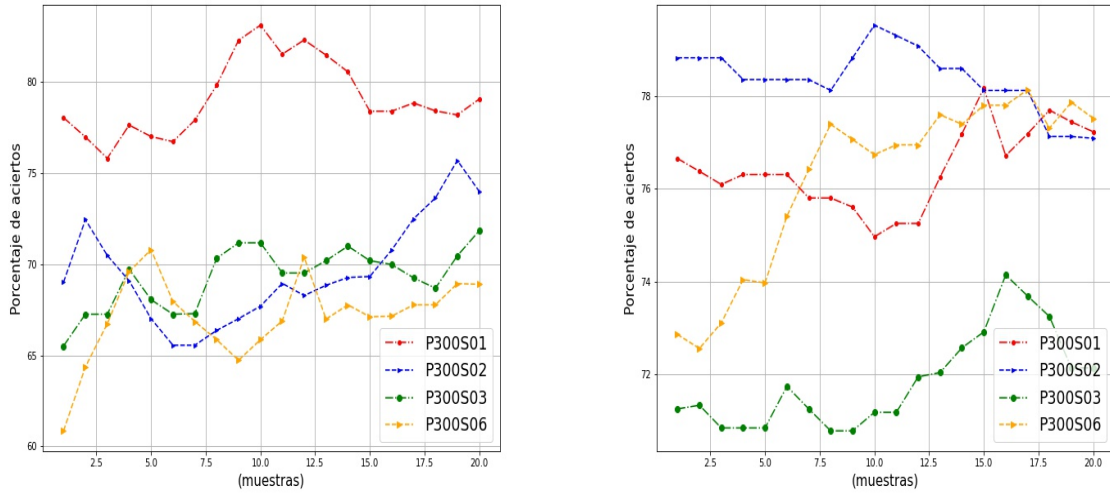 Porcentaje de aciertos
80
75
70
65
60
P300S01
P300S02
P300S03
P300S06
2.5 5.0 7.5 10.0 12.5 15.0 17.5 20.0
(muestras)
Porcentaje de aciertos
78
76
74
72
P300S01
P300S02
P300S03
P300S06
2.5 5.0 7.5 10.0 12.5 15.0 17.5 20.0
(muestras)